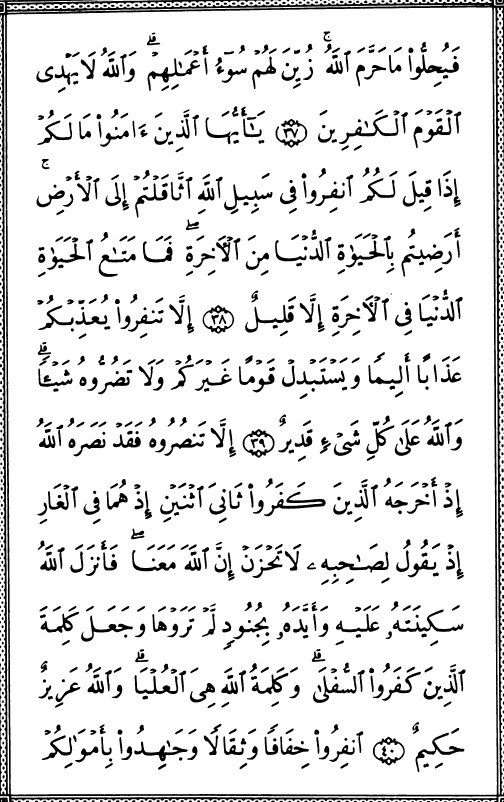 فَيُحِلُّوا۟ مَا حَرَّمَ ٱللَّهُ ۚ زُيِّنَ لَهُمْ سُوٓءُ أَعْمَـٰلِهِمْ ۗ وَٱللَّهُ لَا يَهْدِى
ٱلْقَوْمَ ٱلْكَـٰفِرِينَ ﴿٣٧﴾ يَـٰٓأَيُّهَا ٱلَّذِينَ ءَامَنُوا۟ مَا لَكُمْ
إِذَا قِيلَ لَكُمُ ٱنفِرُوا۟ فِى سَبِيلِ ٱللَّهِ ٱثَّاقَلْتُمْ إِلَى ٱلْأَرْضِ ۚ
أَرَضِيتُم بِٱلْحَيَوٰةِ ٱلدُّنْيَا مِنَ ٱلْـَٔاخِرَةِ ۚ فَمَا مَتَـٰعُ ٱلْحَيَوٰةِ
ٱلدُّنْيَا فِى ٱلْـَٔاخِرَةِ إِلَّا قَلِيلٌ ﴿٣٨﴾ إِلَّا تَنفِرُوا۟ يُعَذِّبْكُمْ
عَذَابًا أَلِيمًا وَيَسْتَبْدِلْ قَوْمًا غَيْرَكُمْ وَلَا تَضُرُّوهُ شَيْـًٔا ۗ
وَٱللَّهُ عَلَىٰ كُلِّ شَىْءٍ قَدِيرٌ ﴿٣٩﴾ إِلَّا تَنصُرُوهُ فَقَدْ نَصَرَهُ ٱللَّهُ
إِذْ أَخْرَجَهُ ٱلَّذِينَ كَفَرُوا۟ ثَانِىَ ٱثْنَيْنِ إِذْ هُمَا فِى ٱلْغَارِ
إِذْ يَقُولُ لِصَـٰحِبِهِۦ لَا تَحْزَنْ إِنَّ ٱللَّهَ مَعَنَا ۖ فَأَنزَلَ ٱللَّهُ
سَكِينَتَهُۥ عَلَيْهِ وَأَيَّدَهُۥ بِجُنُودٍ لَّمْ تَرَوْهَا وَجَعَلَ كَلِمَةَ
ٱلَّذِينَ كَفَرُوا۟ ٱلسُّفْلَىٰ ۗ وَكَلِمَةُ ٱللَّهِ هِىَ ٱلْعُلْيَا ۗ وَٱللَّهُ عَزِيزٌ
حَكِيمٌ ﴿٤٠﴾ ٱنفِرُوا۟ خِفَافًا وَثِقَالًا وَجَـٰهِدُوا۟ بِأَمْوَٰلِكُمْ